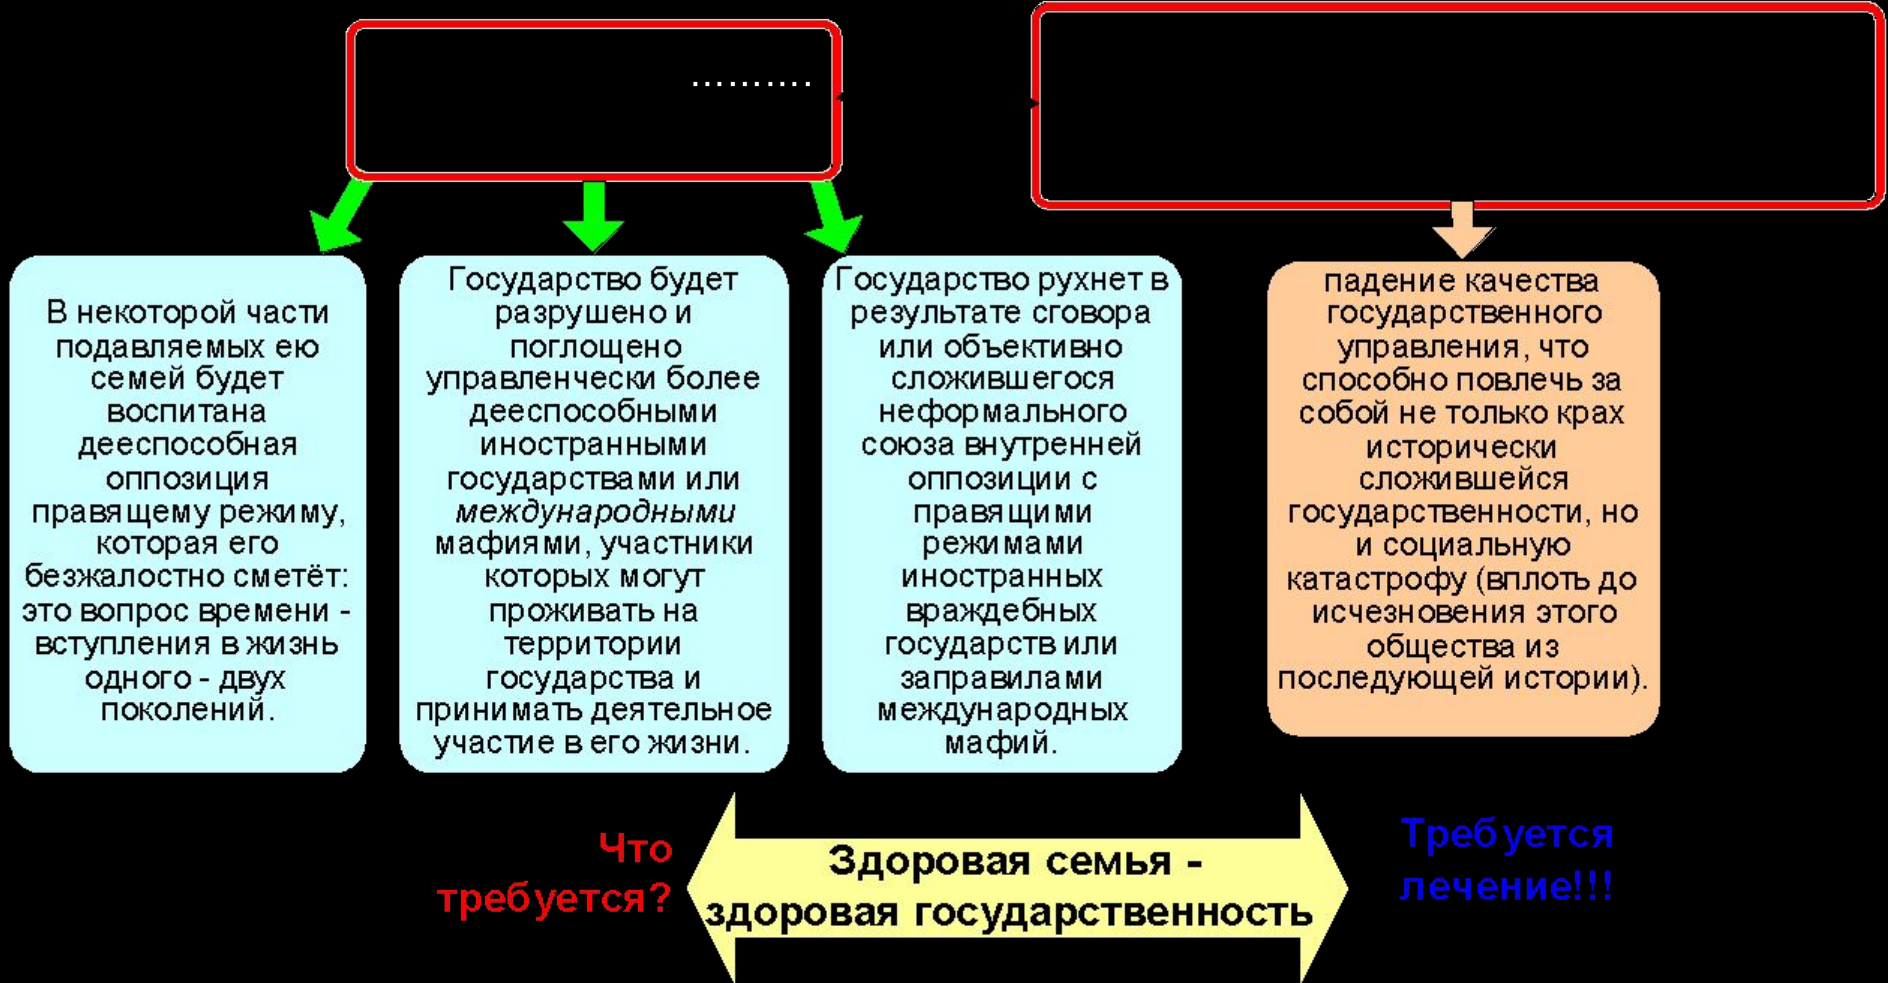 ..........
В некоторой части
подавляемых ею
семей будет
воспитана
дееспособная
оппозиция
правящему режиму,
которая его
безжалостно сметёт:
это вопрос времени -
вступления в жизнь
одного - двух
поколений.
Государство будет
разрушено и
поглощено
управленчески более
дееспособными
иностранными
государствами или
международными
мафиями, участники
которых могут
проживать на
территории
государства и
принимать деятельное
участие в его жизни.
Государство рухнет в
результате сговора
или объективно
сложившегося
неформального
союза внутренней
оппозиции с
правящими
режимами
иностранных
враждебных
государств или
заправилами
международных
мафий.
падение качества
государственного
управления, что
способно повлечь за
собой не только крах
исторически
сложившейся
государственности, но
и социальную
катастрофу (вплоть до
исчезновения этого
общества из
последующей истории).
Что
требуется?
Здоровая семья -
здоровая государственность
Требуется
лечение!!!